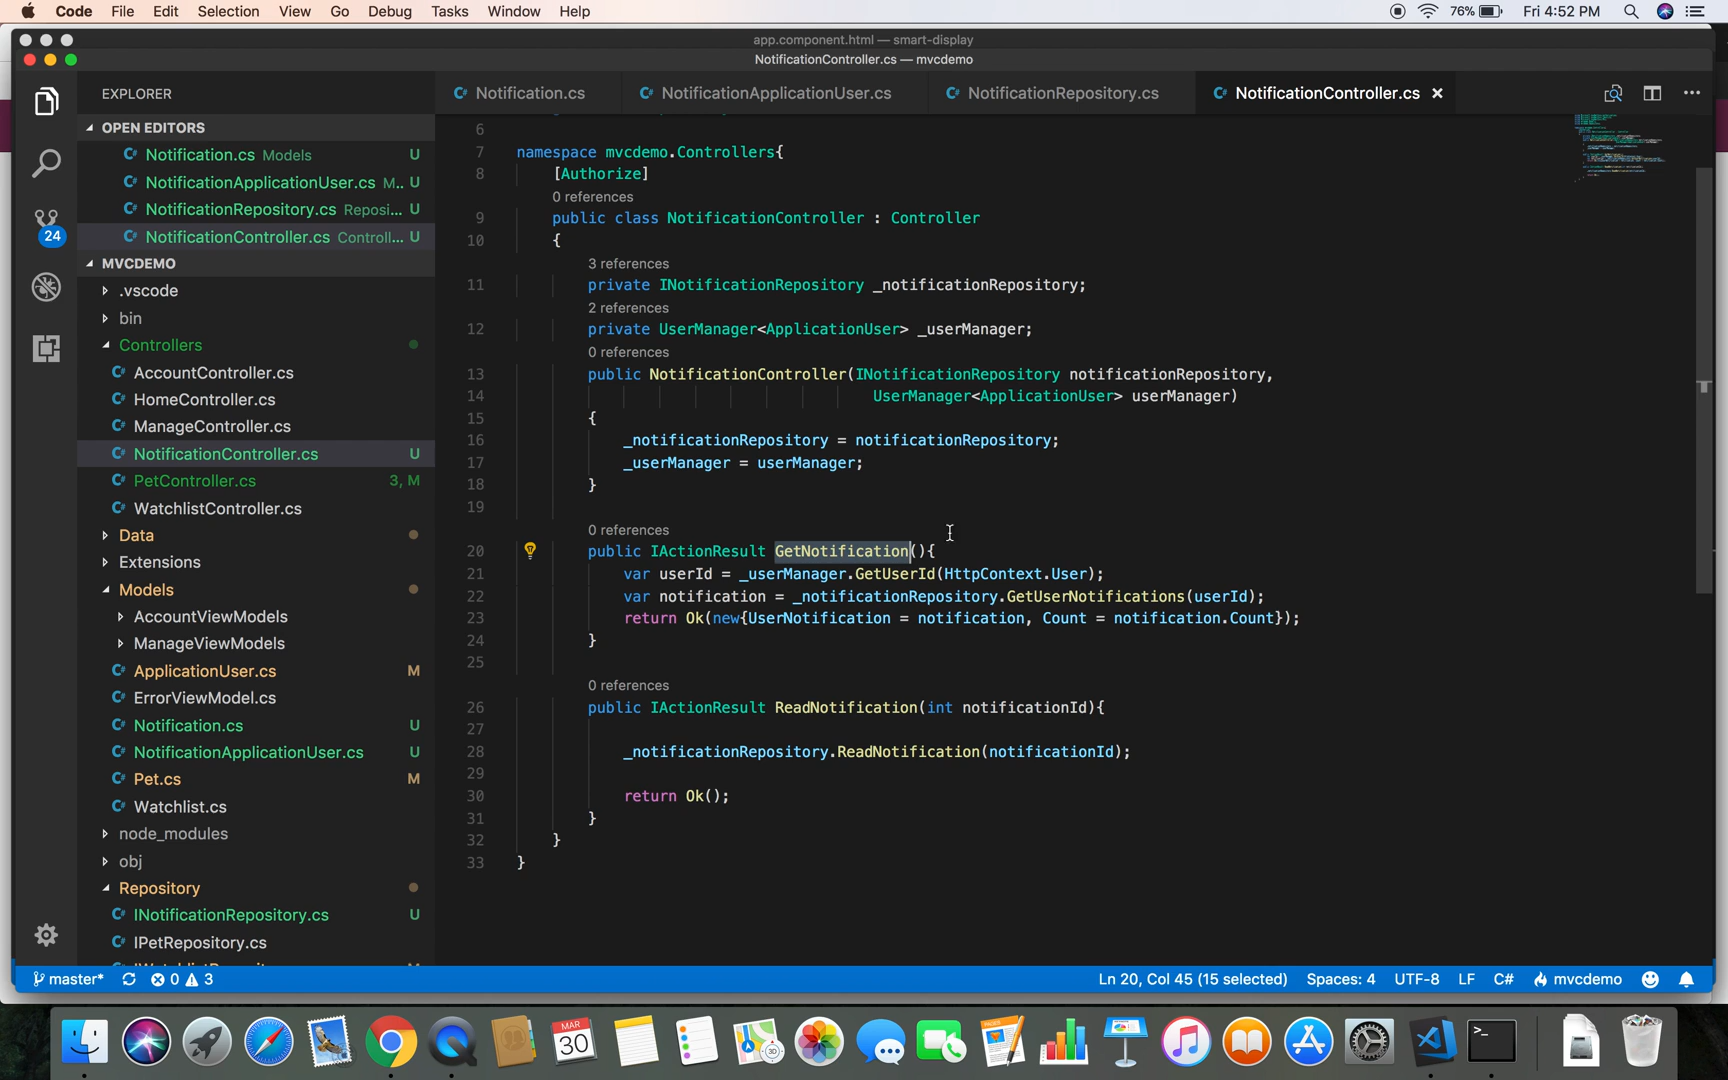 Code File Edit Selection View Go Debug Tasks Window Help 76% Fri 4:52 PM
app.component.html — smart-display
NotificationController.cs — mvcdemo
EXPLORER
C# Notification.cs C# NotificationApplicationUser.cs C# NotificationRepository.cs C# NotificationController.cs
OPEN EDITORS
C# Notification.cs Models U
C# NotificationApplicationUser.cs M... U
C# NotificationRepository.cs Reposi... U
C# NotificationController.cs Controll... U
24
MVCDEMO
.vscode
bin
Controllers
C# AccountController.cs
C# HomeController.cs
C# ManageController.cs
C# NotificationController.cs U
C# PetController.cs 3, M
C# WatchlistController.cs
Data
Extensions
Models
AccountViewModels
ManageViewModels
C# ApplicationUser.cs M
C# ErrorViewModel.cs
C# Notification.cs U
C# NotificationApplicationUser.cs U
C# Pet.cs M
C# Watchlist.cs
node_modules
obj
Repository
C# INotificationRepository.cs U
C# IPetRepository.cs
6
7 namespace mvcdemo.Controllers{
8 [Authorize]
0 references
9 public class NotificationController : Controller
10 {
3 references
11 private INotificationRepository _notificationRepository;
2 references
12 private UserManager<ApplicationUser> _userManager;
0 references
13 public NotificationController(INotificationRepository notificationRepository,
14 UserManager<ApplicationUser> userManager)
15 {
16 _notificationRepository = notificationRepository;
17 _userManager = userManager;
18 }
19
0 references
20 public IActionResult GetNotification(){
21 var userId = _userManager.GetUserId(HttpContext.User);
22 var notification = _notificationRepository.GetUserNotifications(userId);
23 return Ok(new{UserNotification = notification, Count = notification.Count});
24 }
25
0 references
26 public IActionResult ReadNotification(int notificationId){
27
28 _notificationRepository.ReadNotification(notificationId);
29
30 return Ok();
31 }
32 }
33 }
master* 0 3 Ln 20, Col 45 (15 selected) Spaces: 4 UTF-8 LF C# mvcdemo
MAR
30